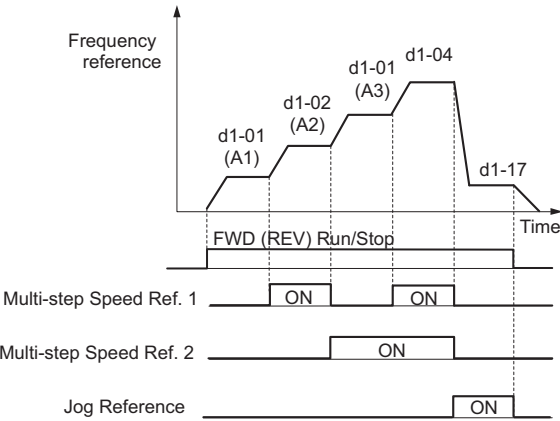 Frequency
reference
d1-01
(A1)
d1-02
(A2)
d1-01
(A3)
d1-04
d1-17
Time
FWD (REV) Run/Stop
Multi-step Speed Ref. 1
ON
ON
Multi-step Speed Ref. 2
ON
Jog Reference
ON